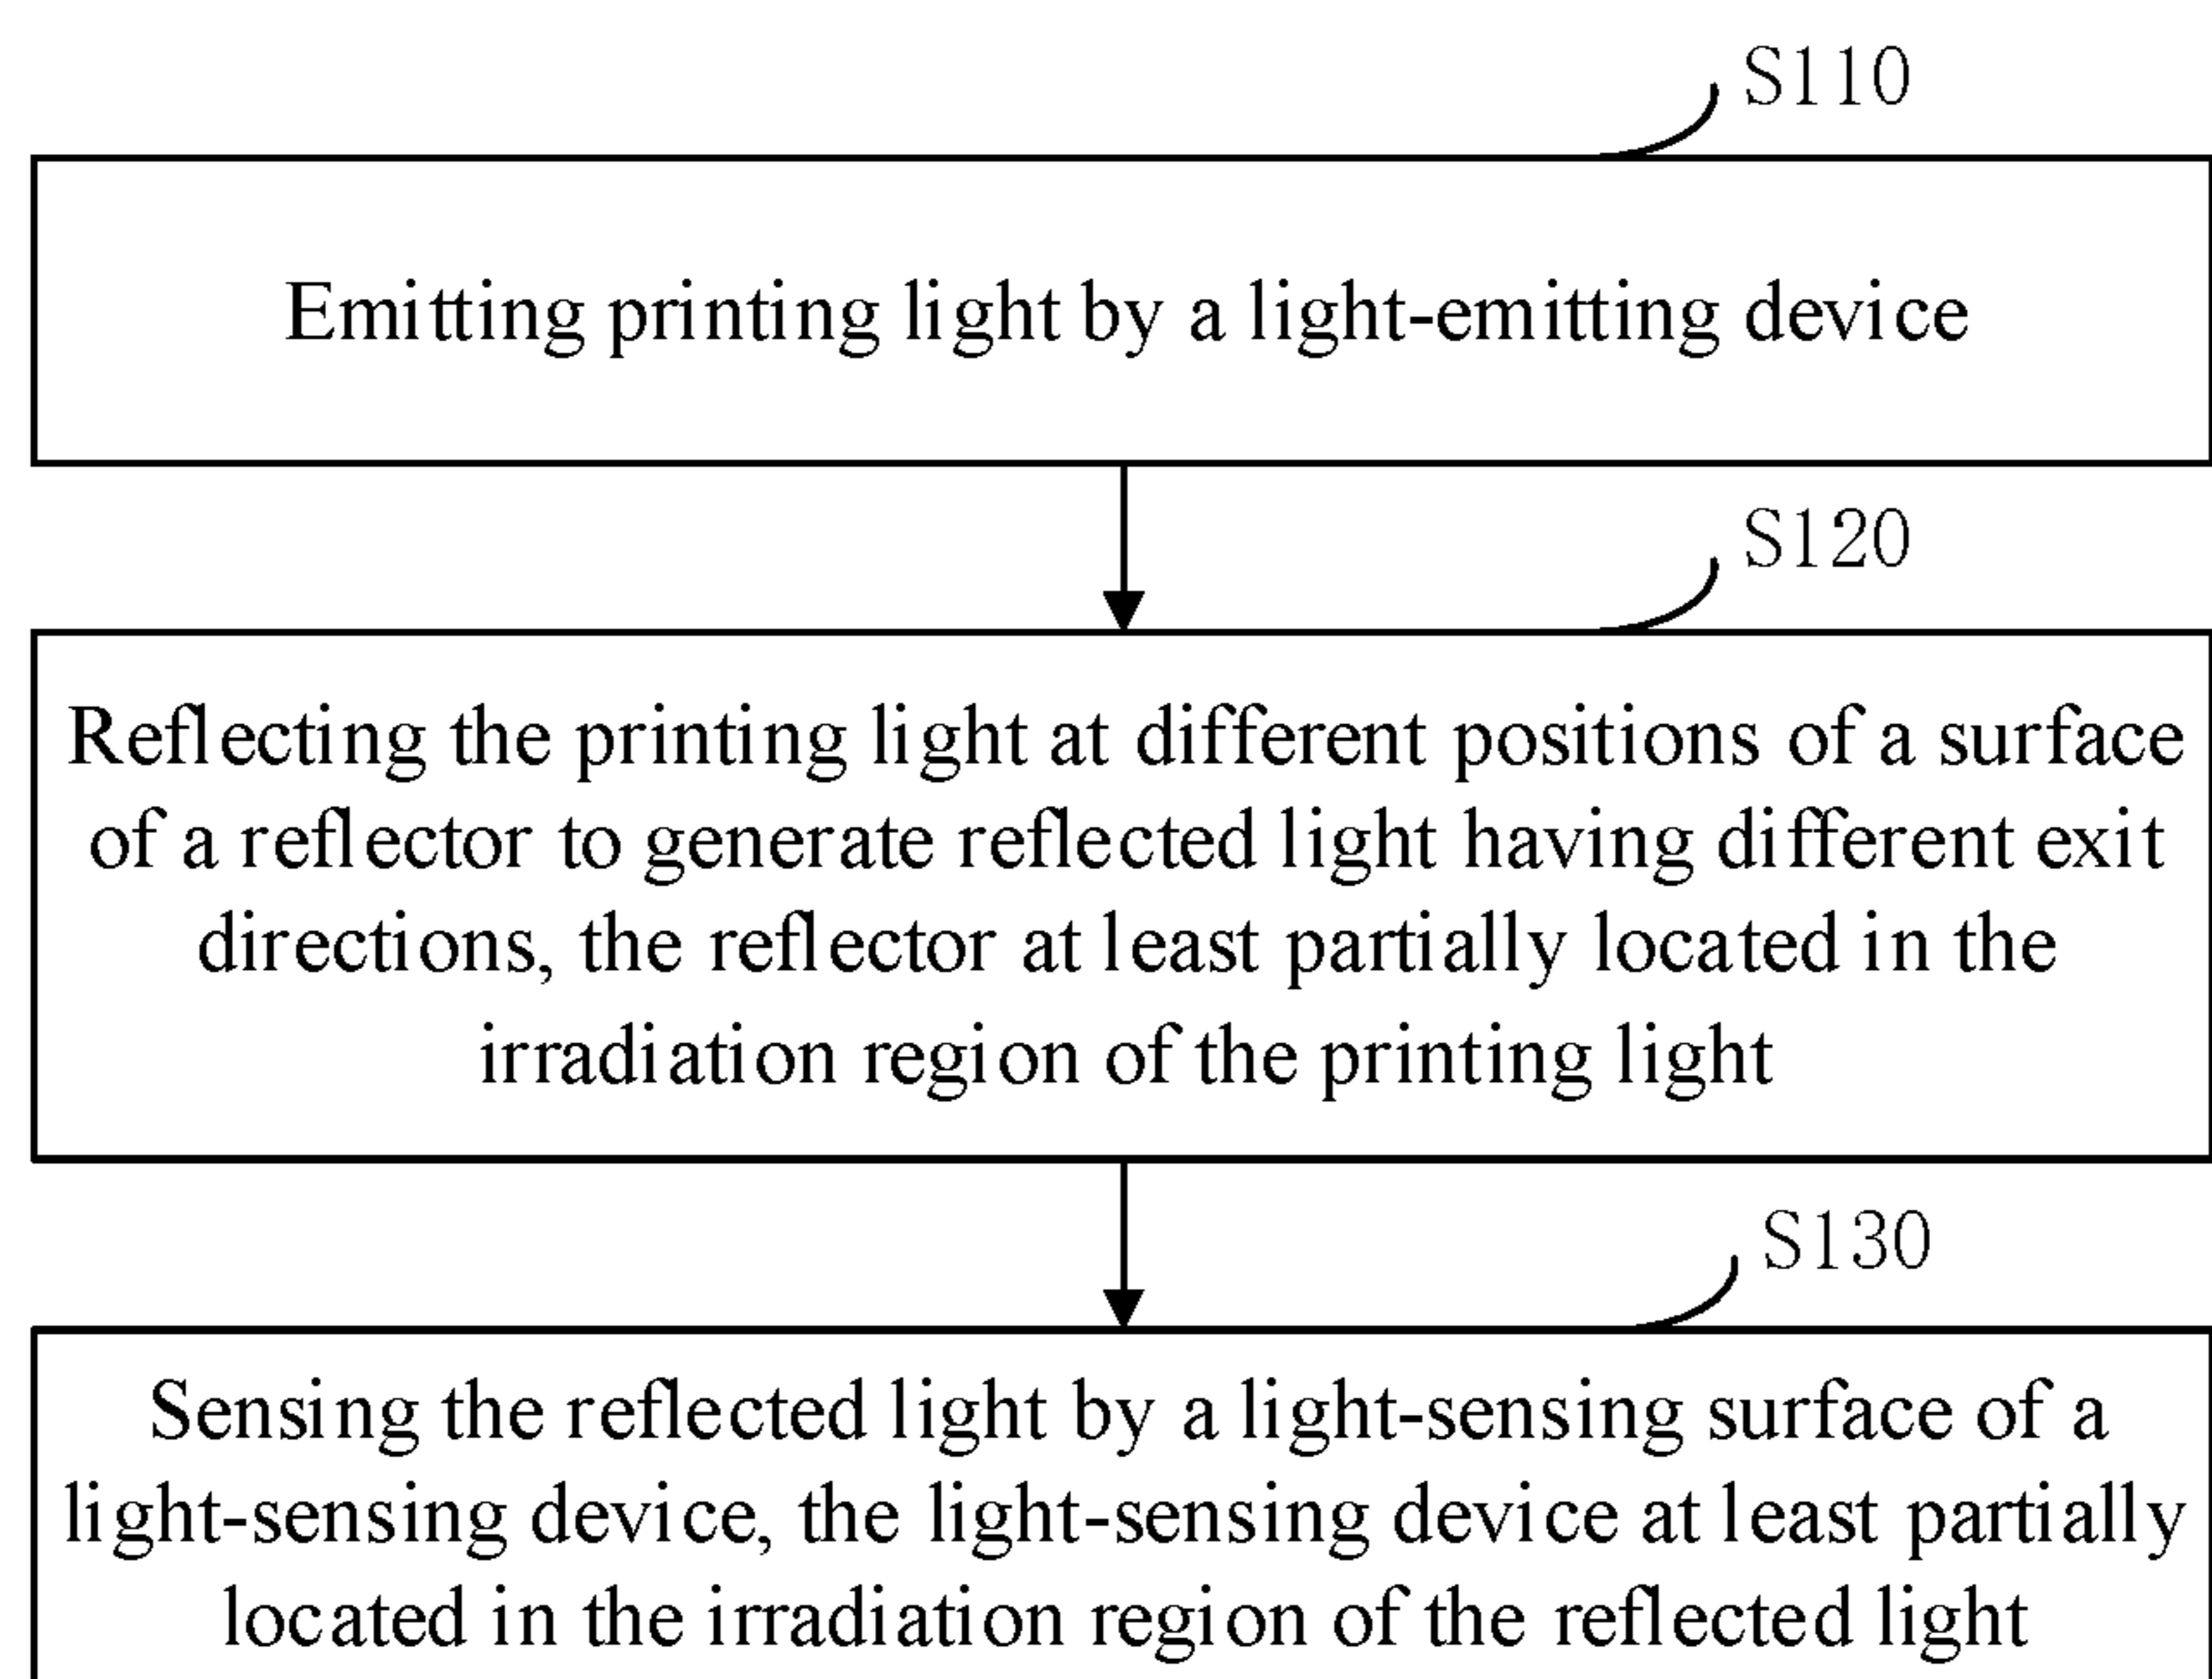 S110
Emitting printing light by a light-emitting device
S120
Reflecting the printing light at different positions of a surface
of a reflector to generate reflected light having different exit
directions, the reflector at least partially located in the
irradiation region of the printing light
S130
Sensing the reflected light by a light-sensing surface of a
light-sensing device, the light-sensing device at least partially
located in the irradiation region of the reflected light